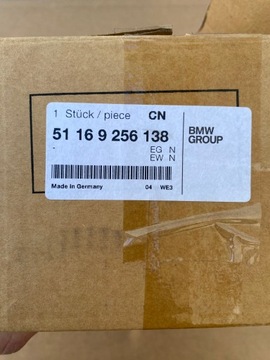 1 Stück / piece CN
51 16 9 256 138
- EG N
EW N
BMW
GROUP
Made In Germany 04 WE3